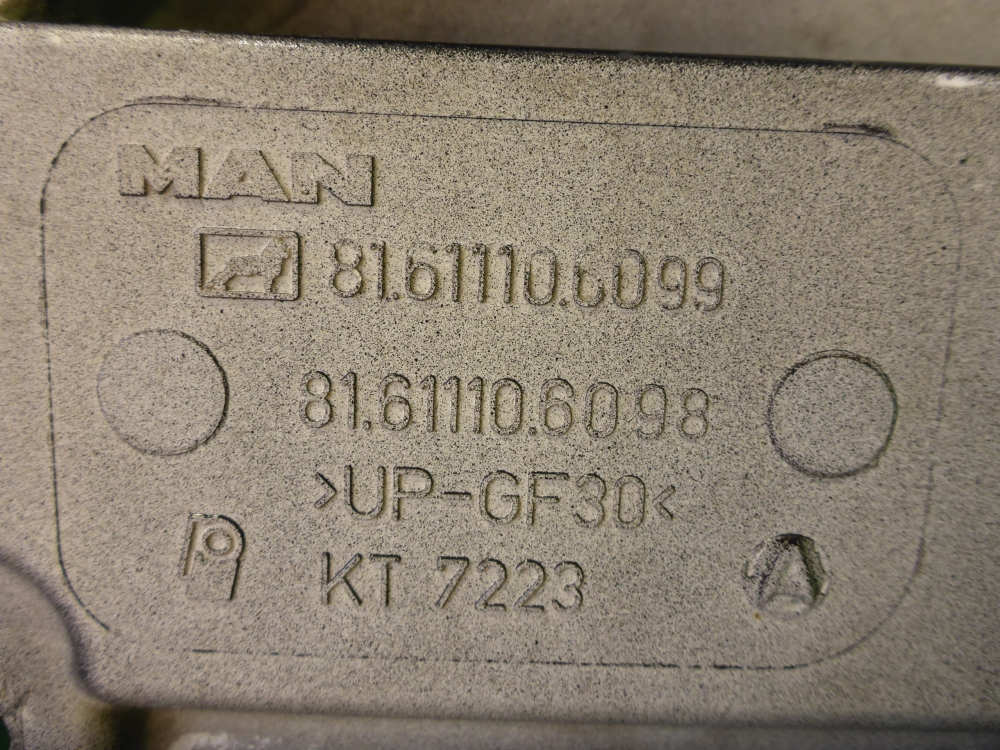 MAN
81.61110.6099
81.61110.6098
>UP-GF30<
KT 7223
A